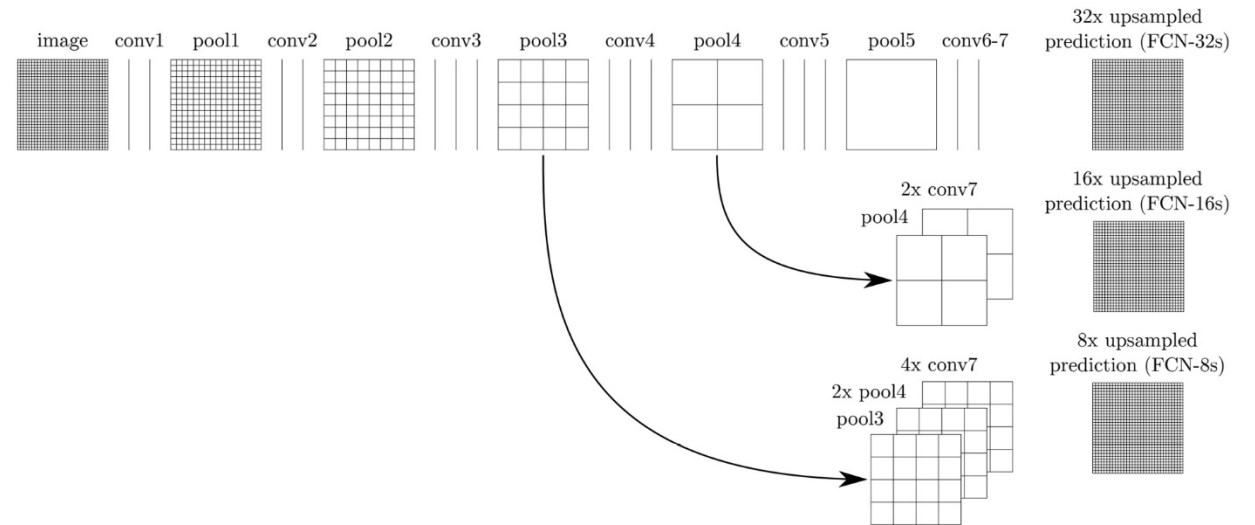 image conv1 pool1 conv2 pool2 conv3 pool3 conv4 pool4 conv5 pool5 conv6-7
32x upsampled
prediction (FCN-32s)
2x conv7
pool4
16x upsampled
prediction (FCN-16s)
4x conv7
2x pool4
pool3
8x upsampled
prediction (FCN-8s)